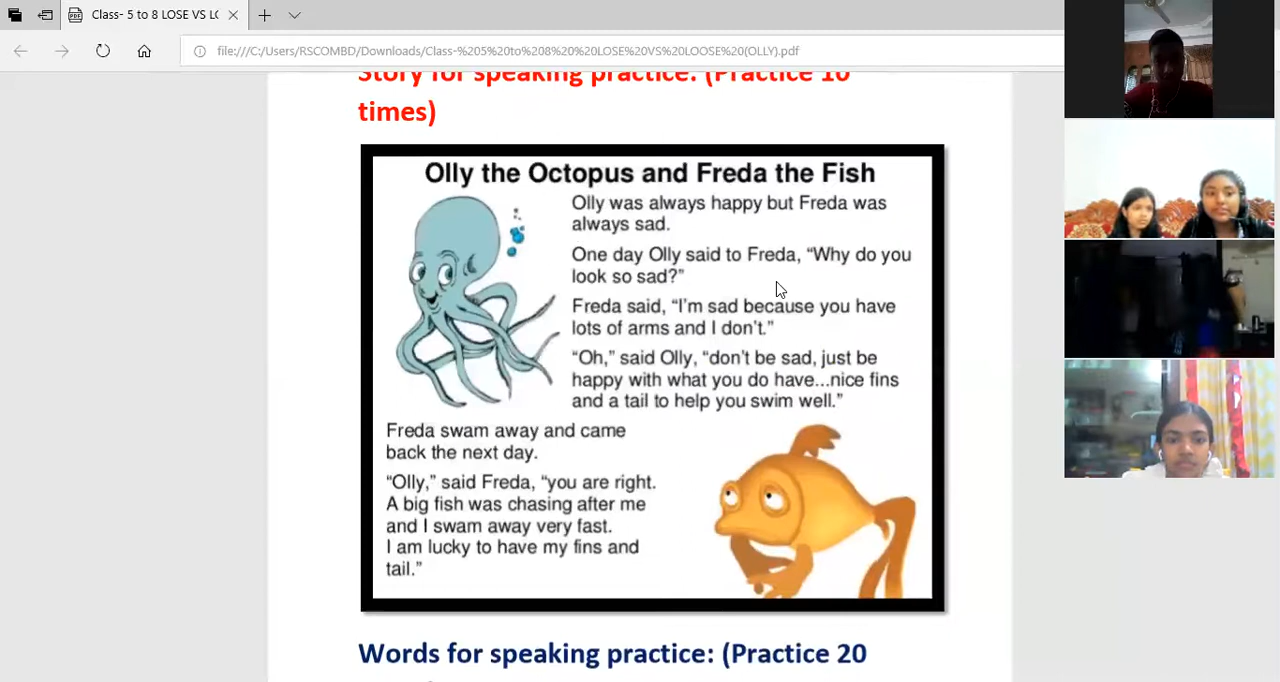 Class- 5 to 8 LOSE VS LO
file:///C:/Users/RSCOMBD/Downloads/Class-%205%20to%208%20%20LOSE%20VS%20LOOSE%20(OLLY).pdf
Story for speaking practice: (Practice 10
times)
Olly the Octopus and Freda the Fish
Olly was always happy but Freda was
always sad.
One day Olly said to Freda, “Why do you
look so sad?”
Freda said, “I’m sad because you have
lots of arms and I don’t.”
“Oh,” said Olly, “don’t be sad, just be
happy with what you do have...nice fins
and a tail to help you swim well.”
Freda swam away and came
back the next day.
“Olly,” said Freda, “you are right.
A big fish was chasing after me
and I swam away very fast.
I am lucky to have my fins and
tail.”
Words for speaking practice: (Practice 20